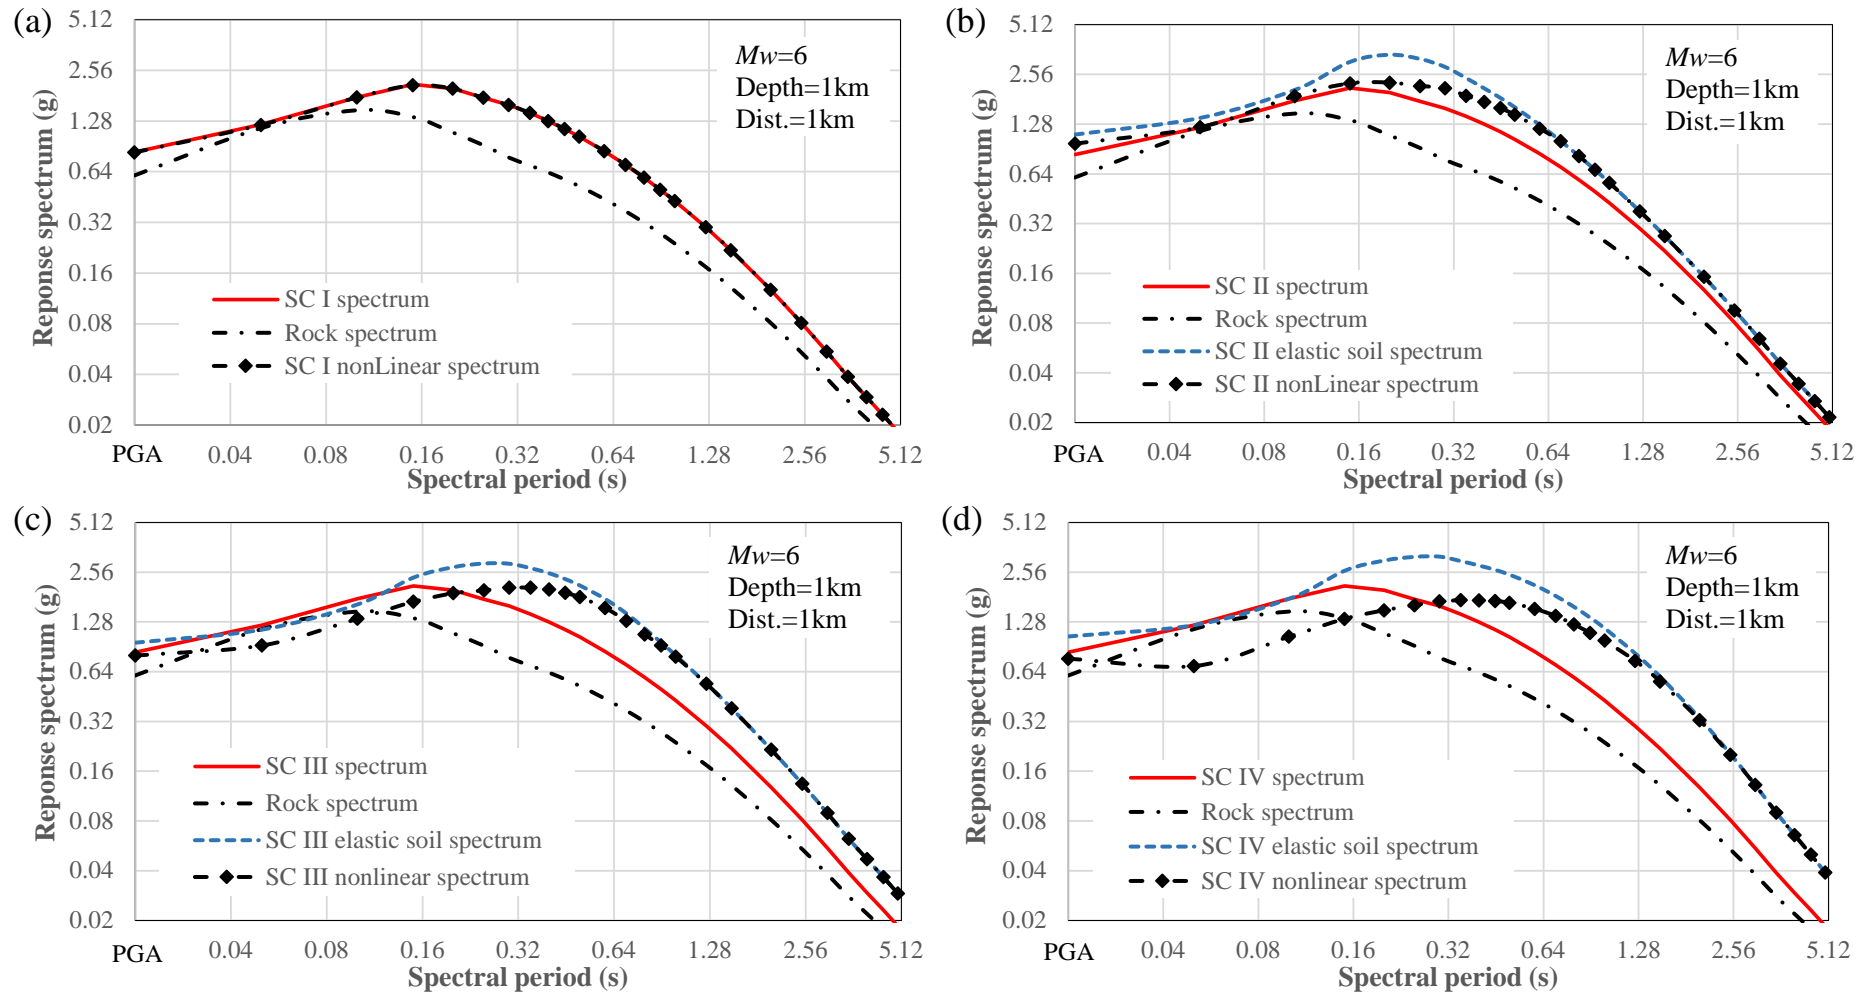 (a)
5.12
2.56
1.28
0.64
0.32
0.16
0.08
0.04
0.02
Reponse spectrum (g)
Mw=6
Depth=1km
Dist.=1km
SC I spectrum
Rock spectrum
SC I nonLinear spectrum
PGA 0.04 0.08 0.16 0.32 0.64 1.28 2.56 5.12
Spectral period (s)
(b)
5.12
2.56
1.28
0.64
0.32
0.16
0.08
0.04
0.02
Reponse spectrum (g)
Mw=6
Depth=1km
Dist.=1km
SC II spectrum
Rock spectrum
SC II elastic soil spectrum
SC II nonLinear spectrum
PGA 0.04 0.08 0.16 0.32 0.64 1.28 2.56 5.12
Spectral period (s)
(c)
5.12
2.56
1.28
0.64
0.32
0.16
0.08
0.04
0.02
Reponse spectrum (g)
Mw=6
Depth=1km
Dist.=1km
SC III spectrum
Rock spectrum
SC III elastic soil spectrum
SC III nonlinear spectrum
PGA 0.04 0.08 0.16 0.32 0.64 1.28 2.56 5.12
Spectral period (s)
(d)
5.12
2.56
1.28
0.64
0.32
0.16
0.08
0.04
0.02
Reponse spectrum (g)
Mw=6
Depth=1km
Dist.=1km
SC IV spectrum
Rock spectrum
SC IV elastic soil spectrum
SC IV nonlinear spectrum
PGA 0.04 0.08 0.16 0.32 0.64 1.28 2.56 5.12
Spectral period (s)